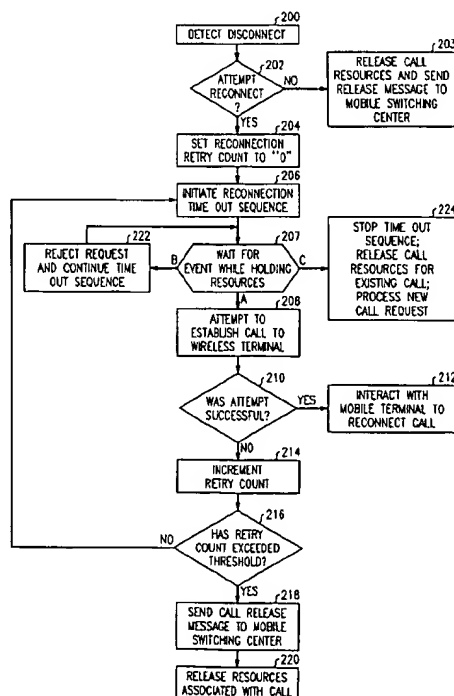 200
DETECT DISCONNECT
202
ATTEMPT
RECONNECT
?
NO
203
RELEASE CALL
RESOURCES AND SEND
RELEASE MESSAGE TO
MOBILE SWITCHING
CENTER
YES
204
SET RECONNECTION
RETRY COUNT TO "0"
206
INITIATE RECONNECTION
TIME OUT SEQUENCE
222
REJECT REQUEST
AND CONTINUE TIME
OUT SEQUENCE
B
207
WAIT FOR
EVENT WHILE HOLDING
RESOURCES
C
224
STOP TIME OUT
SEQUENCE;
RELEASE CALL
RESOURCES FOR
EXISTING CALL;
PROCESS NEW
CALL REQUEST
A
208
ATTEMPT TO
ESTABLISH CALL TO
WIRELESS TERMINAL
210
WAS ATTEMPT
SUCCESSFUL?
YES
212
INTERACT WITH
MOBILE TERMINAL TO
RECONNECT CALL
NO
214
INCREMENT
RETRY COUNT
216
HAS RETRY
COUNT EXCEEDED
THRESHOLD?
NO
YES
218
SEND CALL RELEASE
MESSAGE TO MOBILE
SWITCHING CENTER
220
RELEASE RESOURCES
ASSOCIATED WITH CALL